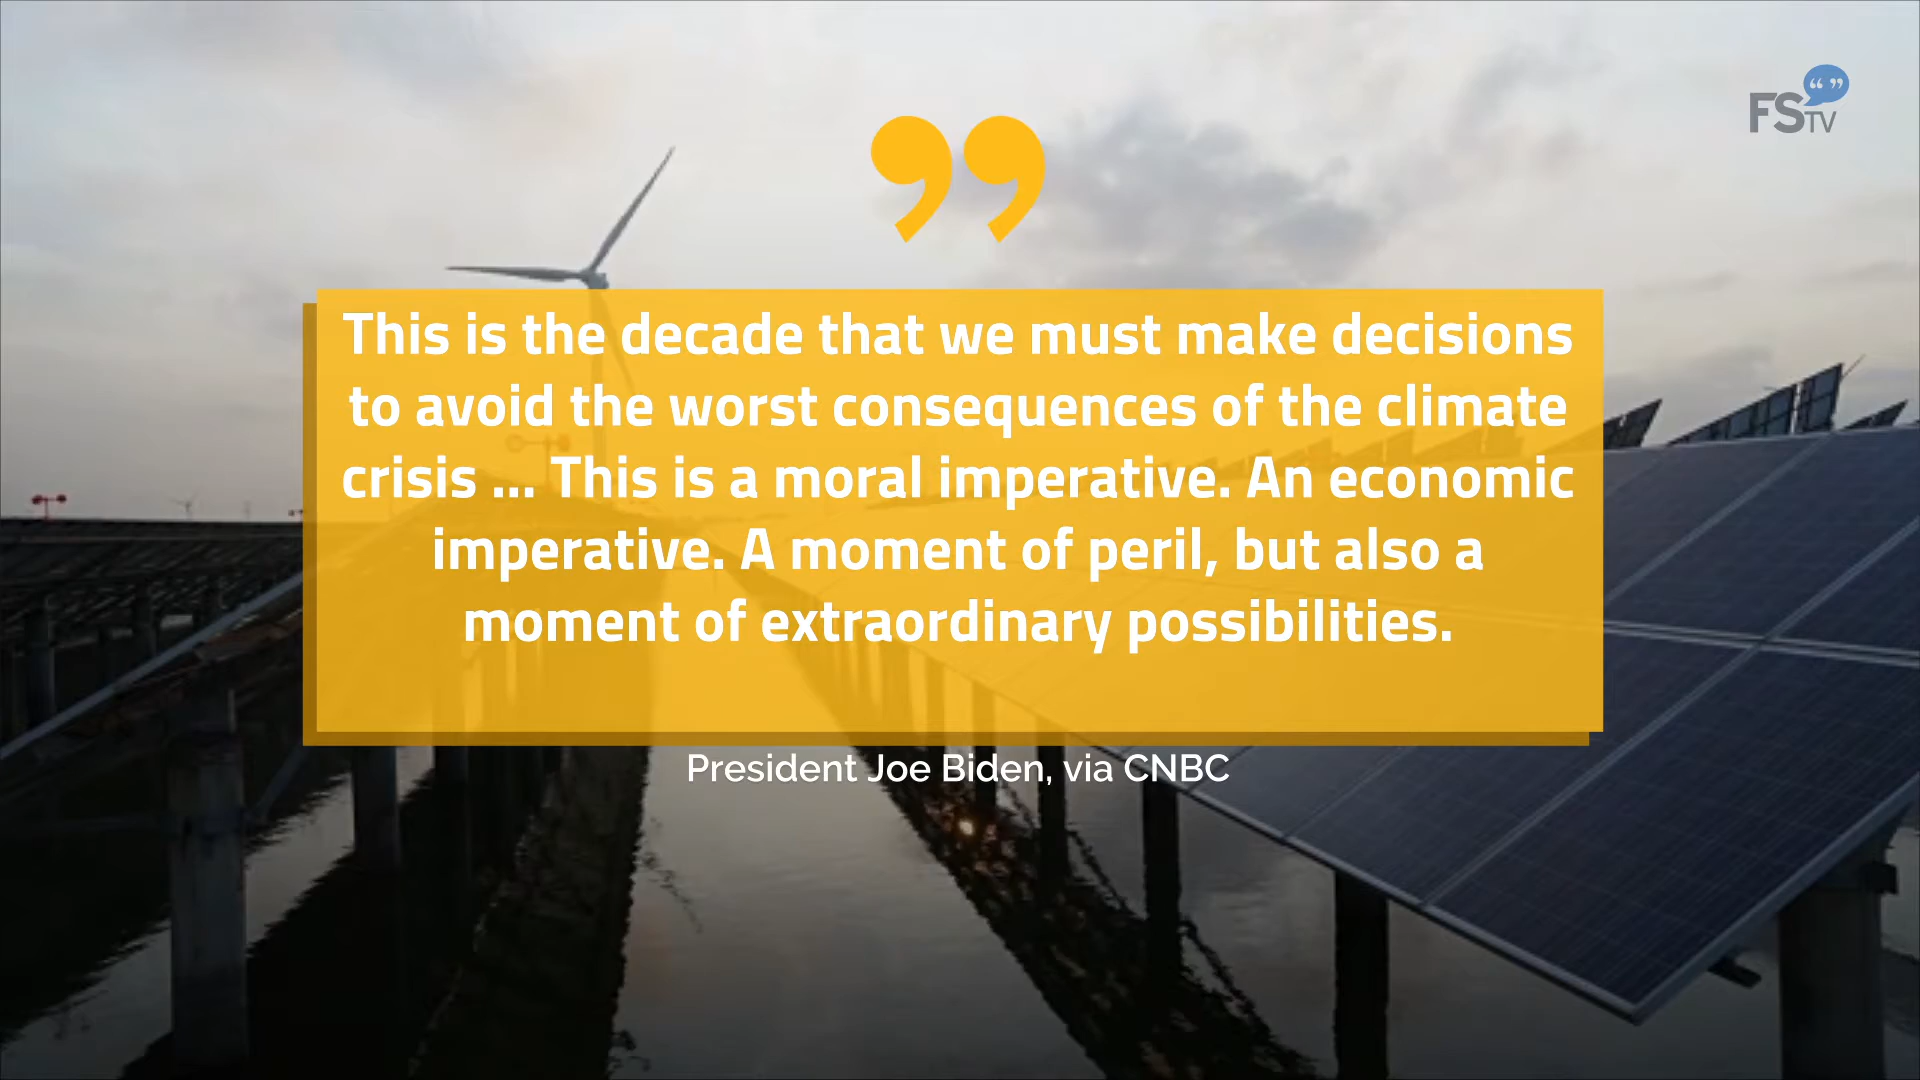 FSTV
”
This is the decade that we must make decisions
to avoid the worst consequences of the climate
crisis ... This is a moral imperative. An economic
imperative. A moment of peril, but also a
moment of extraordinary possibilities.
President Joe Biden, via CNBC